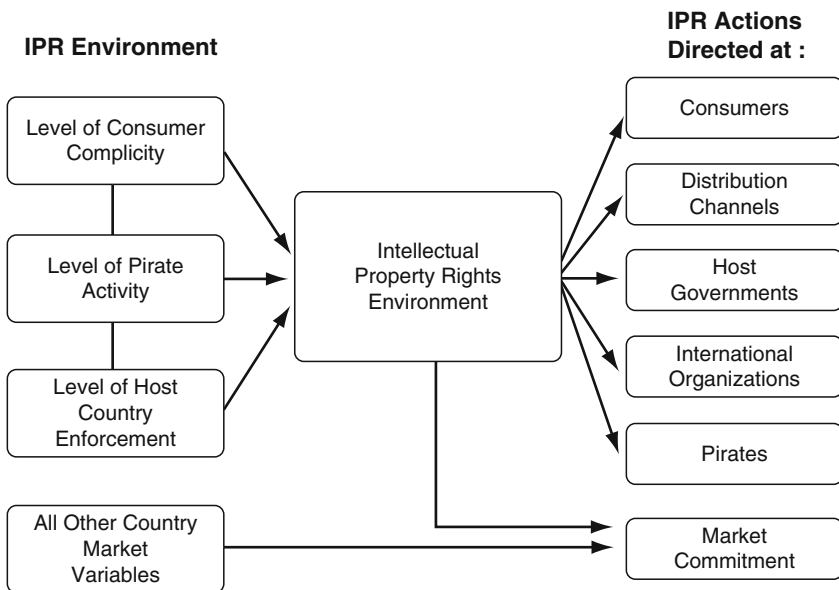 IPR Environment
IPR Actions
Directed at :
Level of Consumer
Complicity
Level of Pirate
Activity
Level of Host
Country
Enforcement
All Other Country
Market
Variables
Intellectual
Property Rights
Environment
Consumers
Distribution
Channels
Host
Governments
International
Organizations
Pirates
Market
Commitment